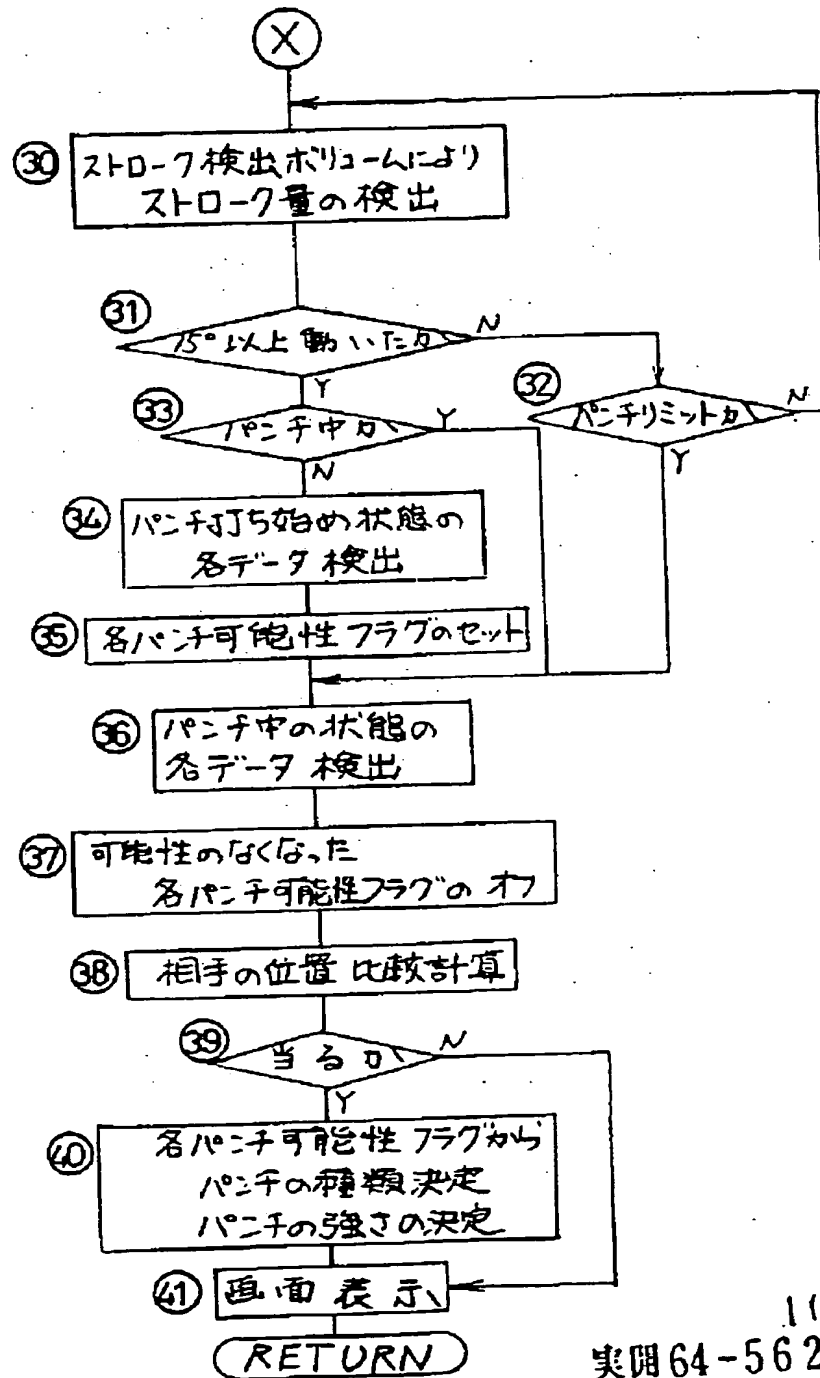 X
30 ストローク検出ボリュームにより
ストローク量の検出
31 15°以上動いたか N
Y
32 パンチリミットか N
Y
33 パンチ中か Y
N
34 パンチ打ち始め状態の
各データ検出
35 各パンチ可能性フラグのセット
36 パンチ中の状態の
各データ検出
37 可能性のなくなった
各パンチ可能性フラグのオフ
38 相手の位置比較計算
39 当るか N
Y
40 各パンチ可能性フラグから
パンチの種類決定
パンチの強さの決定
41 画面表示
RETURN
11
実開64-562